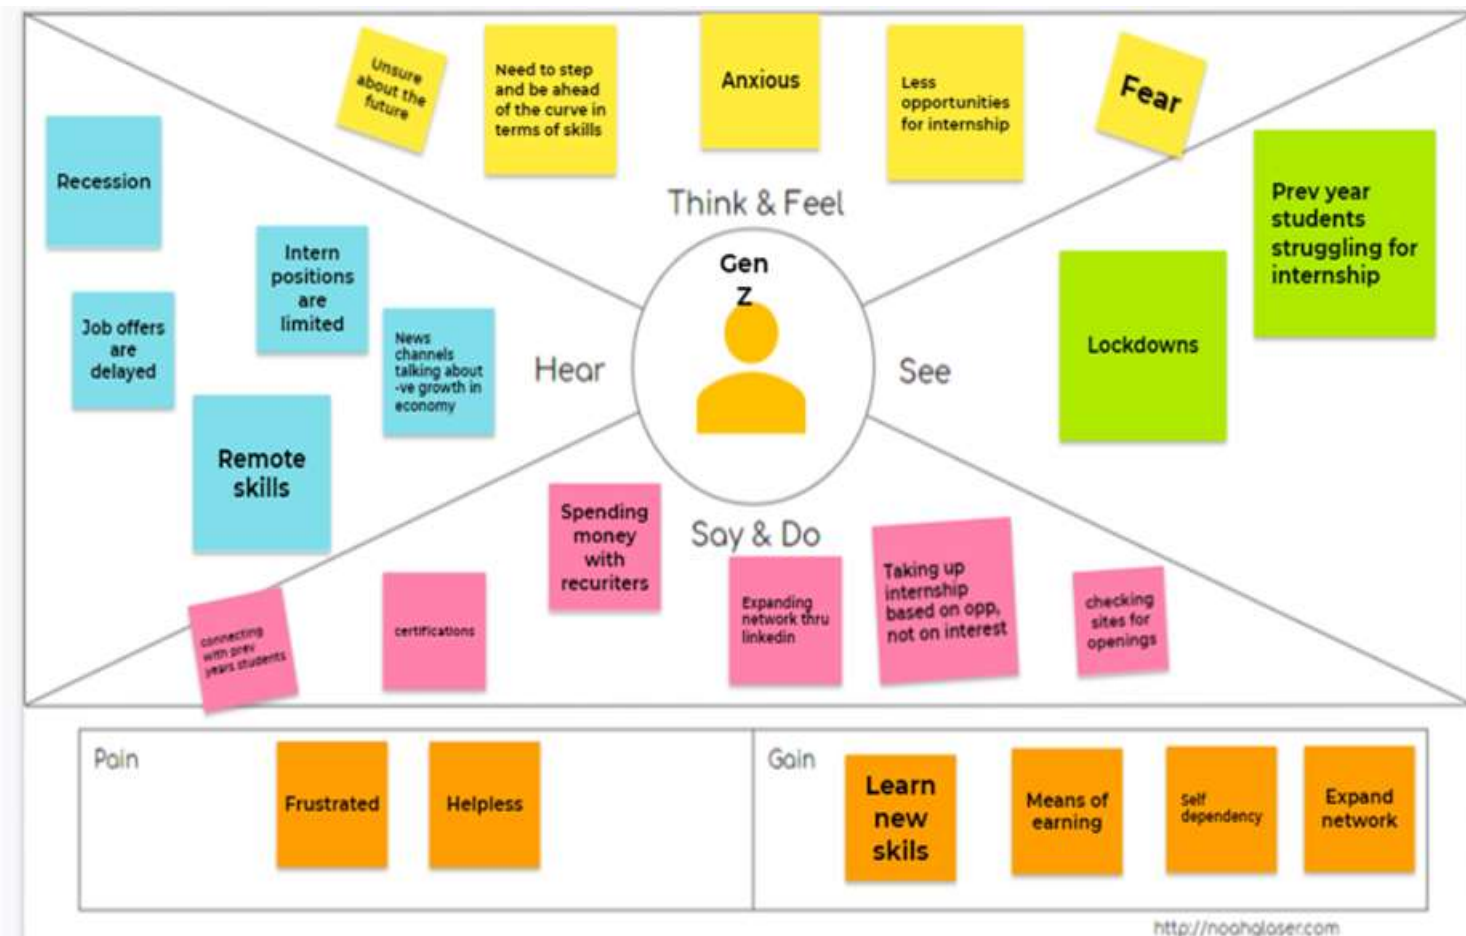 Unsure
about the
future
Need to step
and be ahead
of the curve in
terms of skills
Anxious
Less
opportunities
for internship
Fear
Think & Feel
Recession
Intern
positions
are
limited
Job offers
are
delayed
News
channels
talking about
-ve growth in
economy
Remote
skills
Hear
Gen
Z
See
Prev year
students
struggling for
internship
Lockdowns
Say & Do
connecting
with prev
years students
certifications
Spending
money
with
recuriters
Expanding
network thru
linkedin
Taking up
internship
based on opp,
not on interest
checking
sites for
openings
Pain
Frustrated
Helpless
Gain
Learn
new
skils
Means of
earning
Self
dependency
Expand
network
http://noahglaser.com